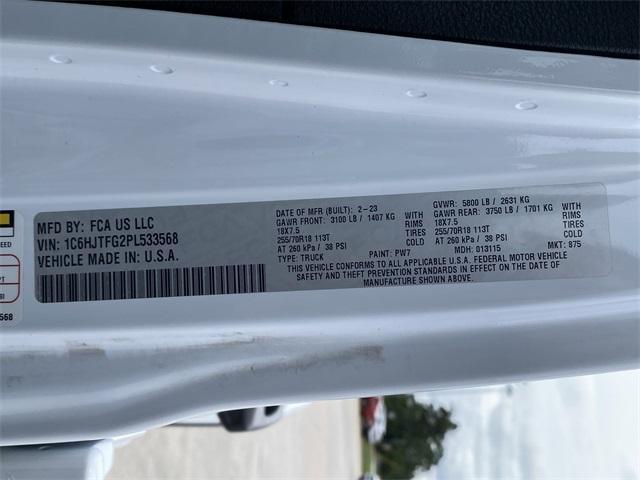 MFD BY: FCA US LLC
VIN: 1C6HJTFG2PL533568
VEHICLE MADE IN: U.S.A.
DATE OF MFR (BUILT): 2-23 GVWR: 5800 LB / 2631 KG
GAWR FRONT: 3100 LB / 1407 KG WITH GAWR REAR: 3750 LB / 1701 KG WITH
18X7.5 RIMS 18X7.5 RIMS
255/70R18 113T TIRES 255/70R18 113T TIRES
AT 260 kPa / 38 PSI WITH AT 260 kPa / 38 PSI WITH
TYPE: TRUCK PAINT: PW7 MDH: 013115 MKT: 875
THIS VEHICLE CONFORMS TO ALL APPLICABLE U.S.A. FEDERAL MOTOR VEHICLE
SAFETY AND THEFT PREVENTION STANDARDS IN EFFECT ON THE DATE OF
MANUFACTURE SHOWN ABOVE.
EED
PSI
SI
568